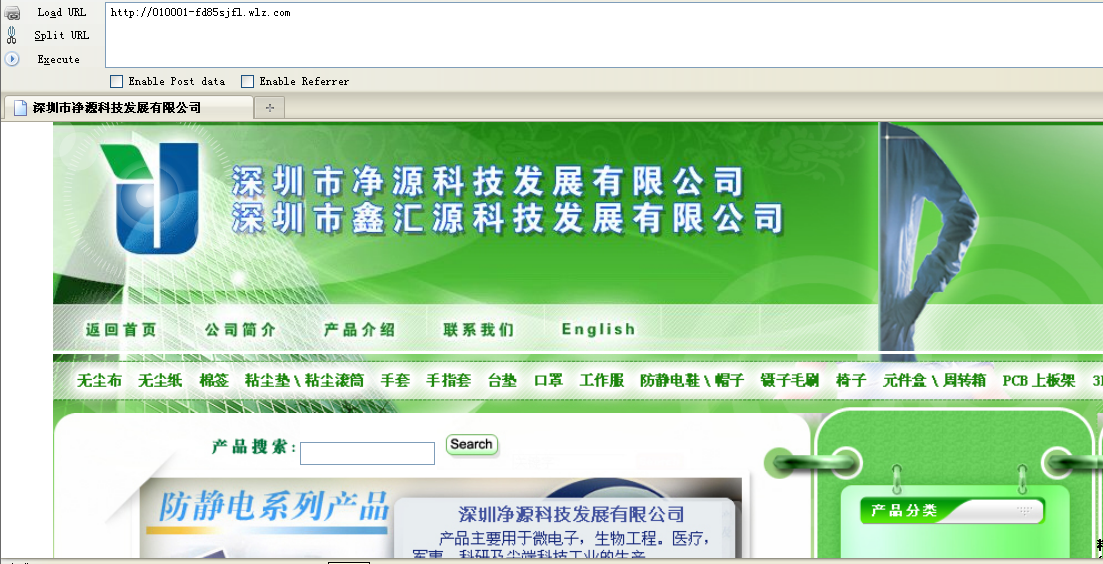 Load URL
http://010001-fd85sjfl.wlz.com
Split URL
Execute
Enable Post data Enable Referrer
深圳市净源科技发展有限公司
深圳市净源科技发展有限公司
深圳市鑫汇源科技发展有限公司
返回首页 公司简介 产品介绍 联系我们 English
无尘布 无尘纸 棉签 粘尘垫\粘尘滚筒 手套 手指套 台垫 口罩 工作服 防静电鞋\帽子 镊子毛刷 椅子 元件盒\周转箱 PCB上板架
产品搜索: Search
防静电系列产品
深圳净源科技发展有限公司
产品主要用于微电子，生物工程。医疗，
军事、科研及尖端科技工业的生产
产品分类